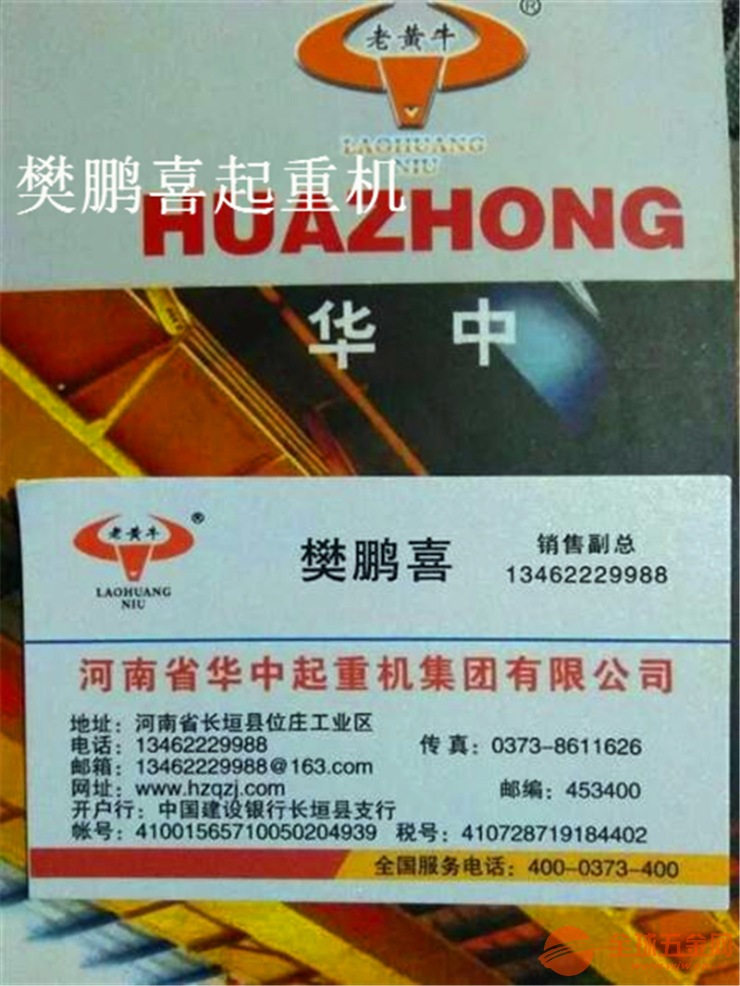 ®
老黄牛
LAOHUANG
NIU
樊鹏喜起重机
HUAZHONG
华中
老黄牛 ®
LAOHUANG
NIU
樊鹏喜
销售副总
13462229988
河南省华中起重机集团有限公司
地址：河南省长垣县位庄工业区
电话：13462229988 传真：0373-8611626
邮箱：13462229988@163.com
网址：www.hzqzj.com 邮编：453400
开户行：中国建设银行长垣县支行
帐号：41001565710050204939 税号：410728719184402
全国服务电话：400-0373-400